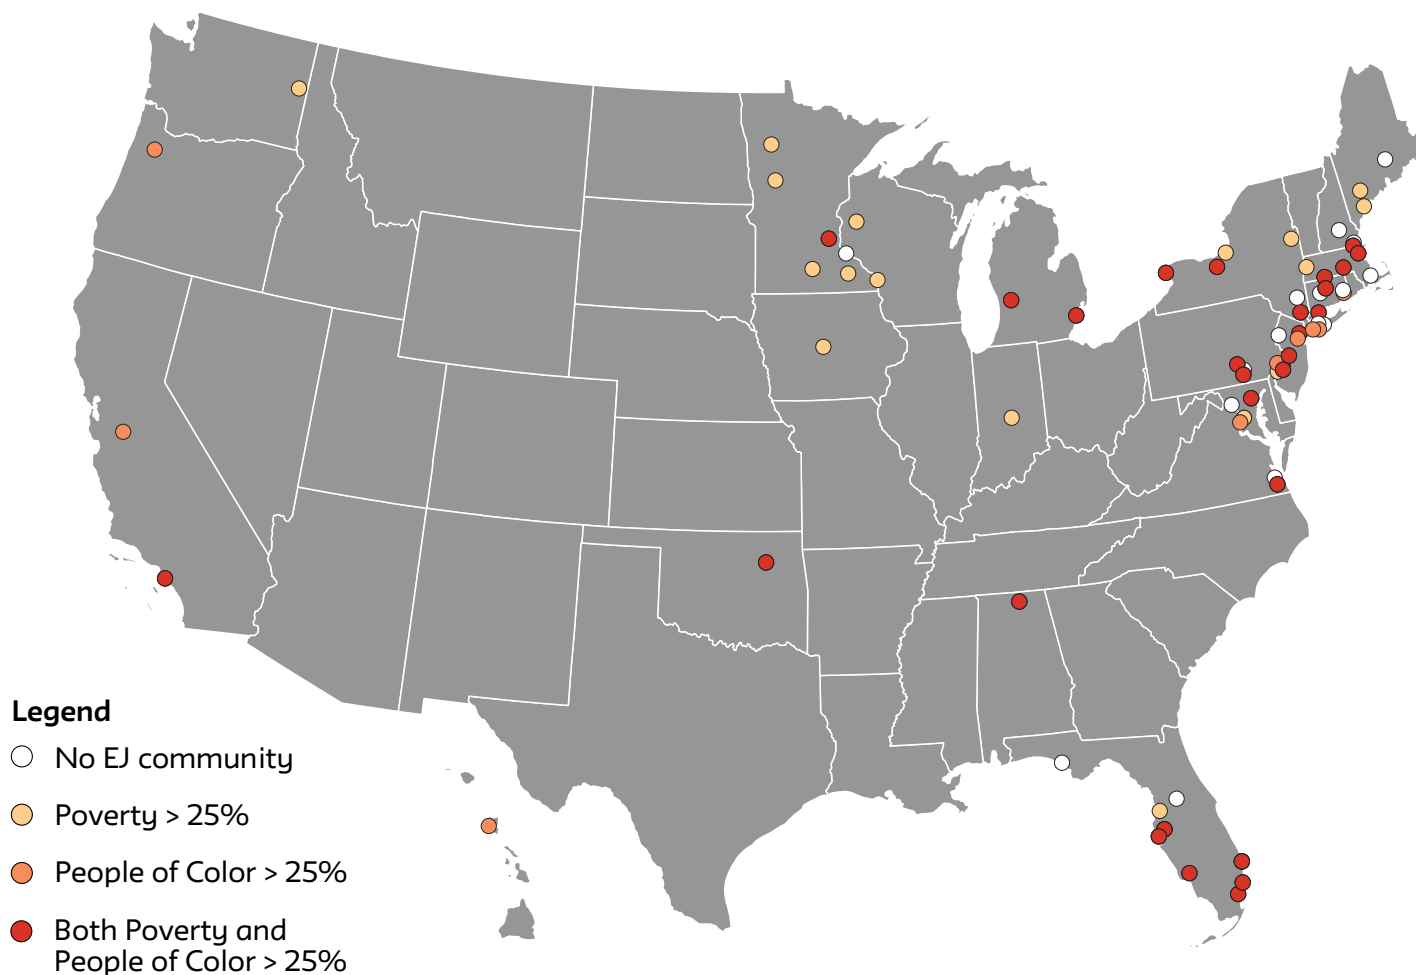 Legend
No EJ community
Poverty > 25%
People of Color > 25%
Both Poverty and
People of Color > 25%